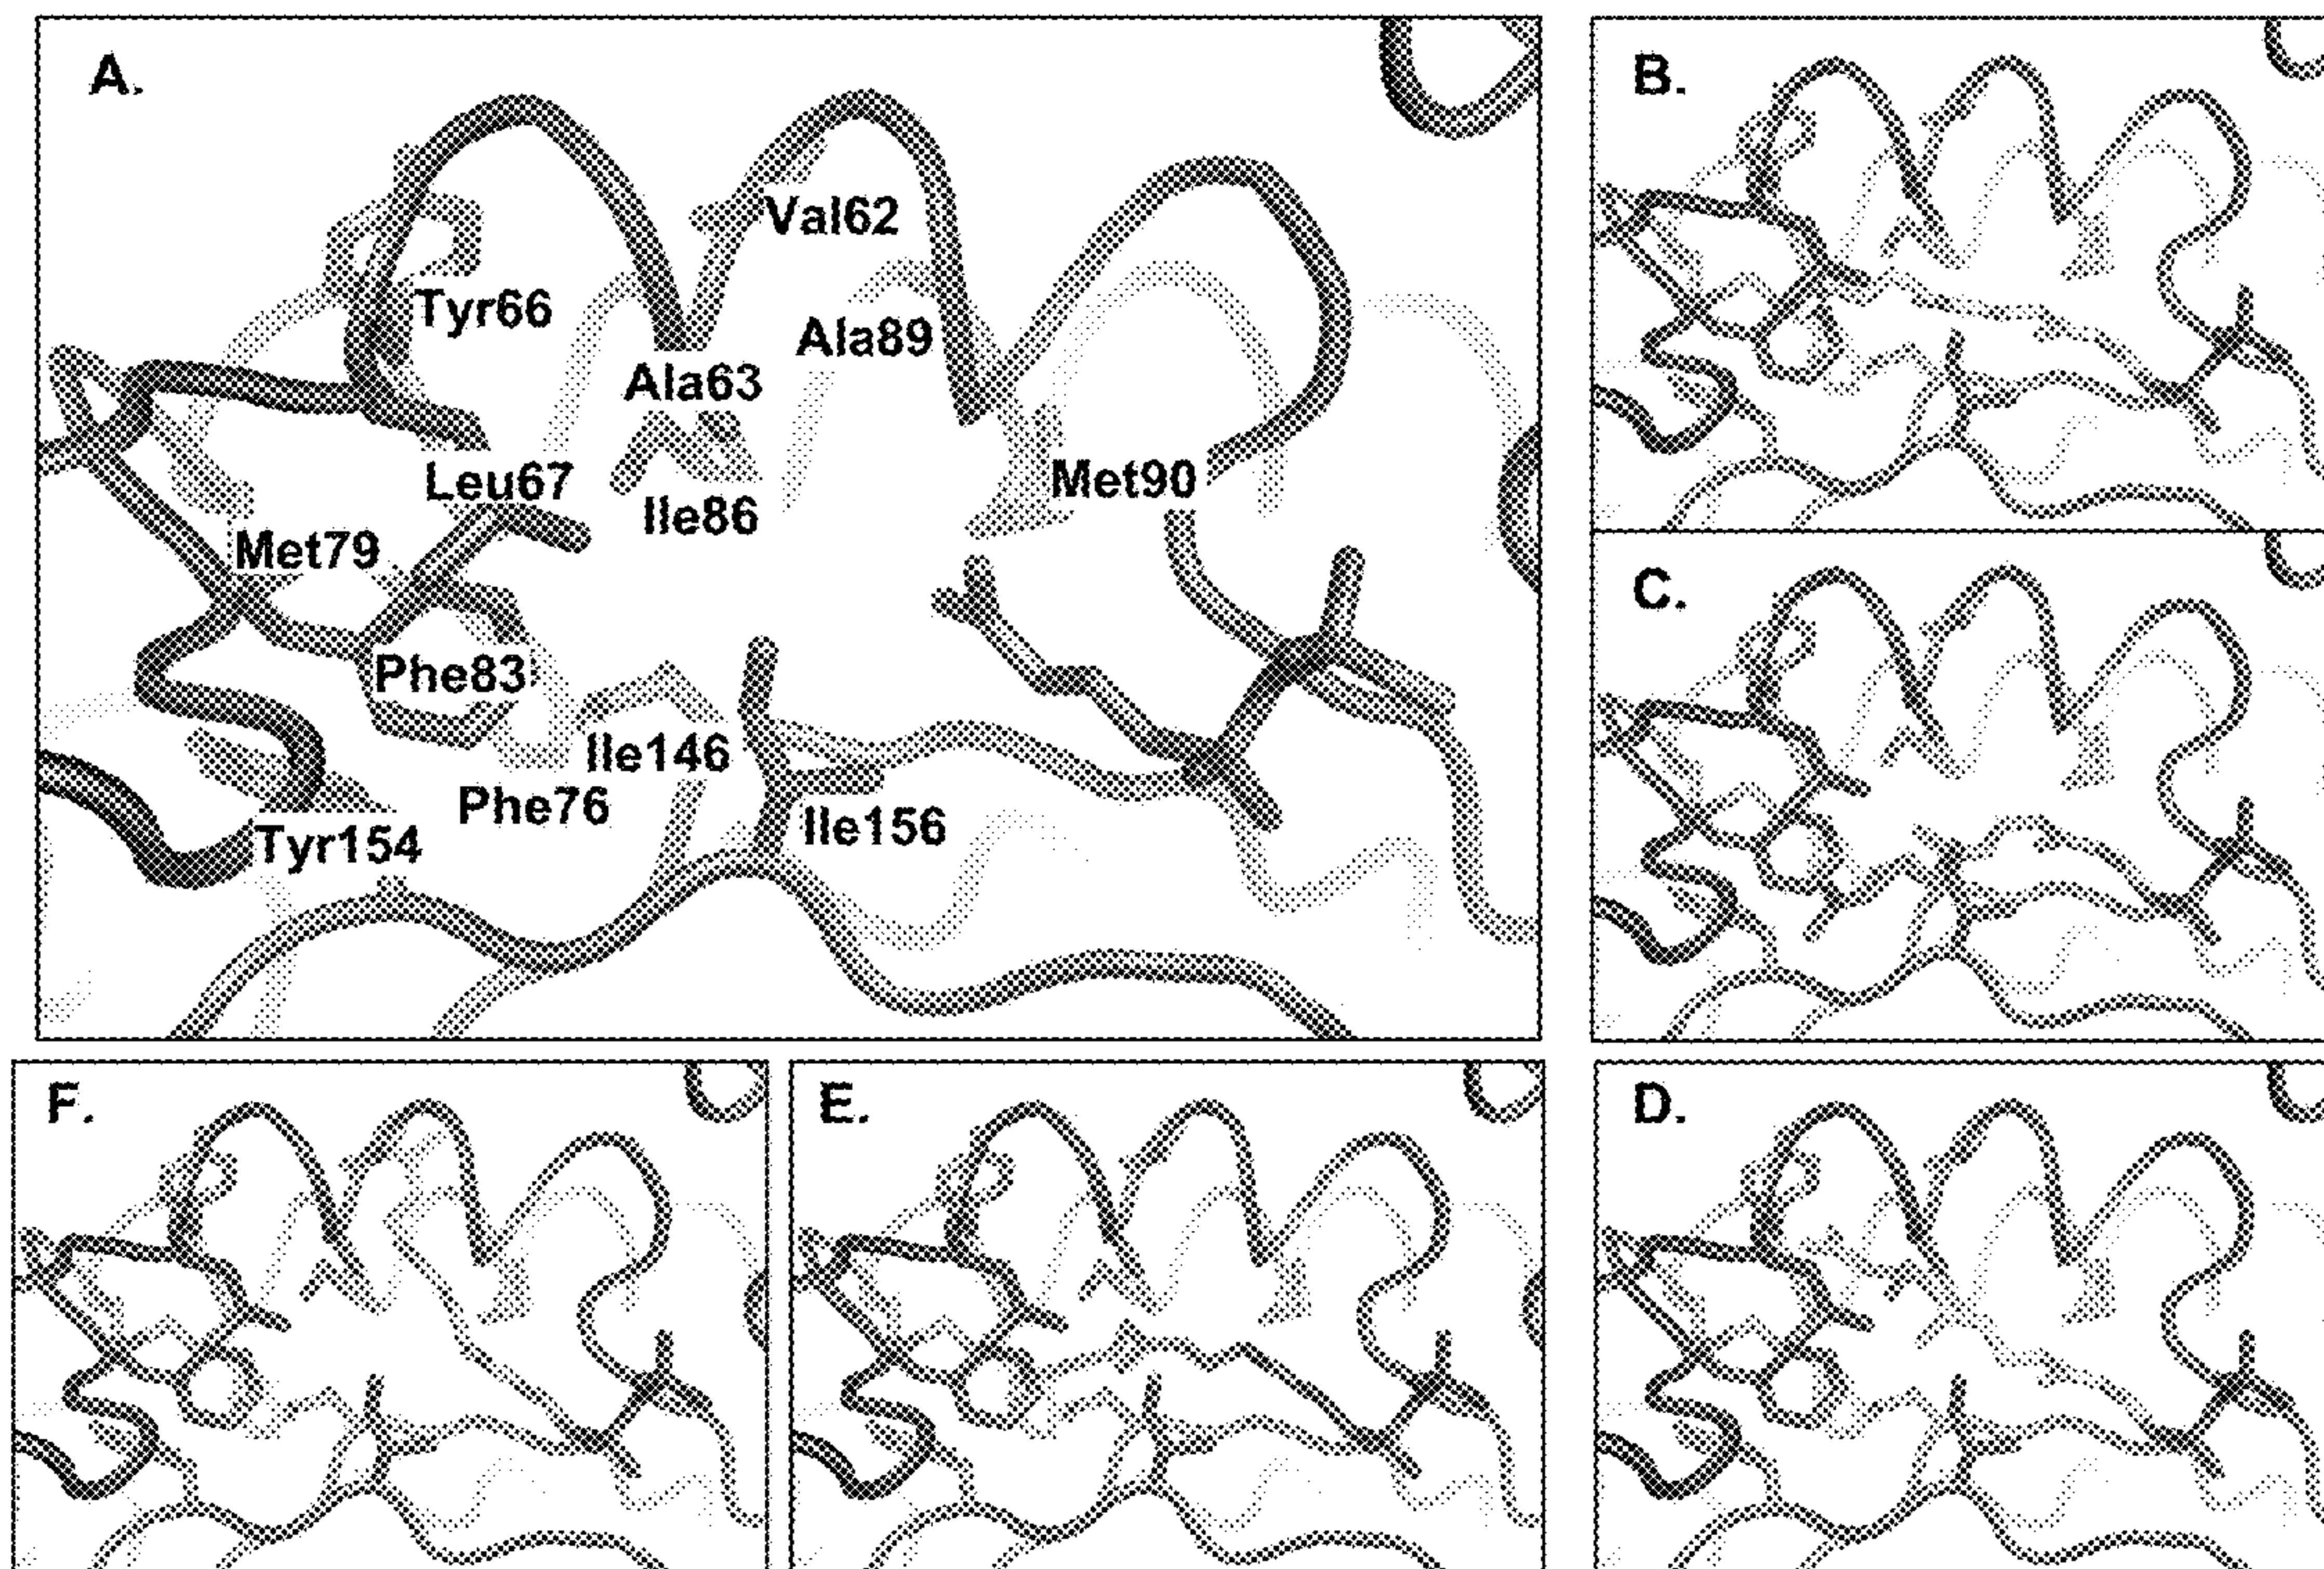 A.
Val62
Tyr66
Ala89
Ala63
Leu67
Met90
Ile86
Met79
Phe83
Ile146
Phe76
Ile156
Tyr154
B.
C.
F.
E.
D.